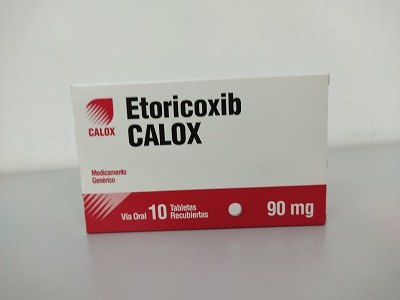 Etoricoxib
CALOX
CALOX
Medicamento
Genérico
Vía Oral 10 Tabletas
Recubiertas
90 mg